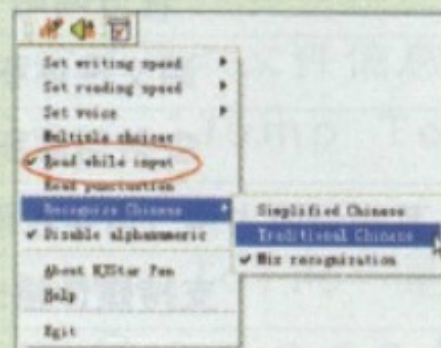 Set writing speed
Set reading speed
Set voice
Multiple choices
Read while input
Read punctuation
Recognize Chinese
Simplified Chinese
Disable alphanumeric
Traditional Chinese
Mix recognization
About NJStar Pen
Help
Exit